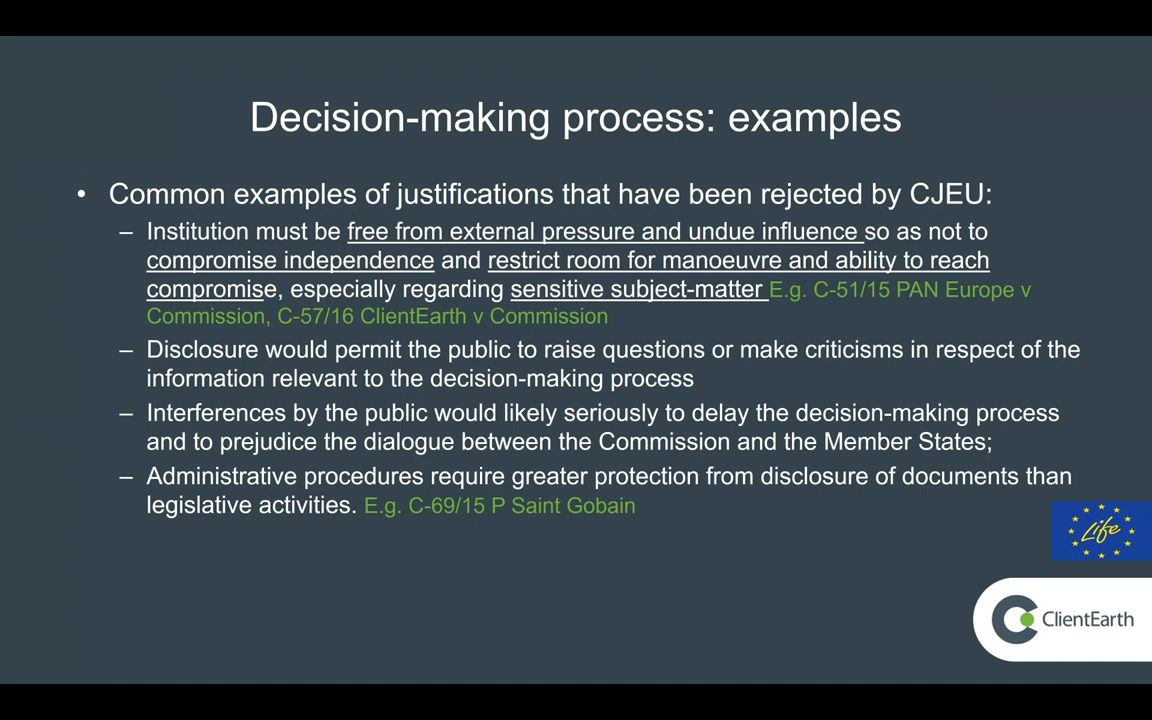 Decision-making process: examples
• Common examples of justifications that have been rejected by CJEU:
– Institution must be free from external pressure and undue influence so as not to
compromise independence and restrict room for manoeuvre and ability to reach
compromise, especially regarding sensitive subject-matter E.g. C-51/15 PAN Europe v
Commission, C-57/16 ClientEarth v Commission
– Disclosure would permit the public to raise questions or make criticisms in respect of the
information relevant to the decision-making process
– Interferences by the public would likely seriously to delay the decision-making process
and to prejudice the dialogue between the Commission and the Member States;
– Administrative procedures require greater protection from disclosure of documents than
legislative activities. E.g. C-69/15 P Saint Gobain
Life
ClientEarth